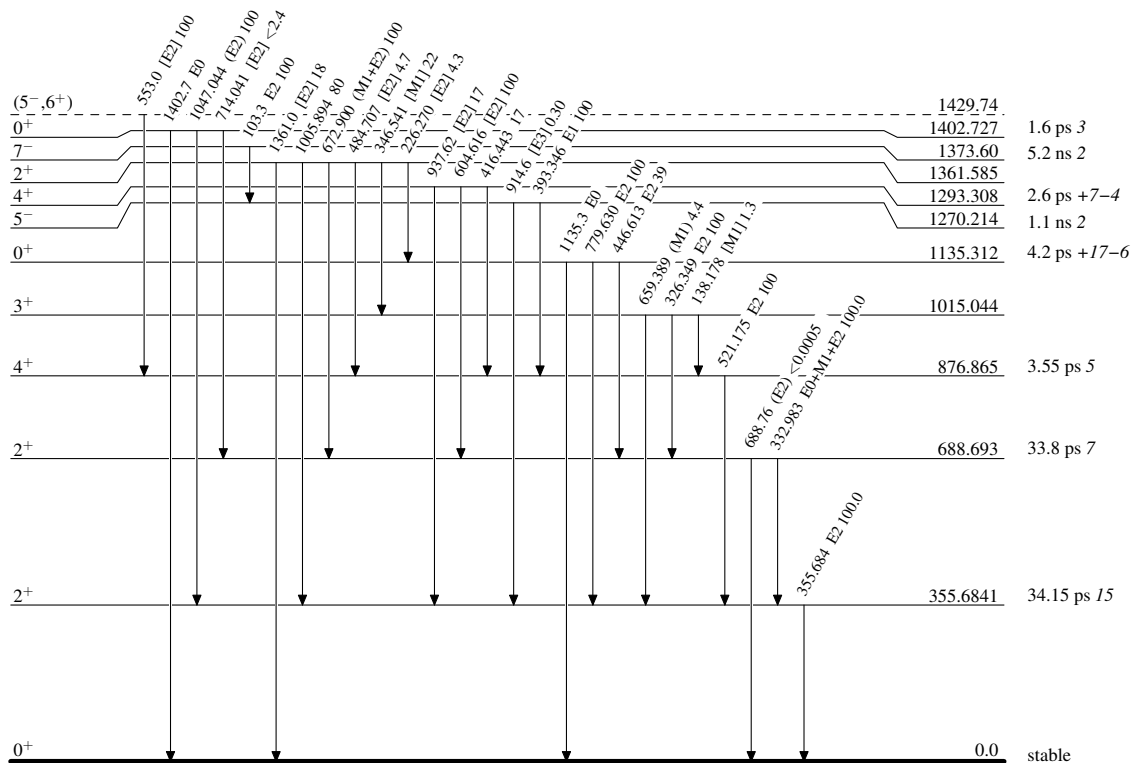 553.0 [E2] 100
1402.7 E0
1047.044 (E2) 100
714.041 [E2] <2.4
103.3 E2 100
1361.0 [E2] 18
1005.894 80
672.900 (M1+E2) 100
484.707 [E2] 4.7
346.541 [M1] 22
226.270 [E2] 4.3
937.62 [E2] 17
604.616 [E2] 100
416.443 17
914.6 [E3] 0.30
393.346 E1 100
1135.3 E0
779.630 E2 100
446.613 E2 39
659.389 (M1) 4.4
326.349 E2 100
138.178 [M1] 1.3
521.175 E2 100
688.76 (E2) <0.0005
332.983 E0+M1+E2 100.0
355.684 E2 100.0
(5⁻,6⁺) 1429.74
0⁺ 1402.727 1.6 ps 3
7⁻ 1373.60 5.2 ns 2
2⁺ 1361.585
4⁺ 1293.308 2.6 ps +7−4
5⁻ 1270.214 1.1 ns 2
0⁺ 1135.312 4.2 ps +17−6
3⁺ 1015.044
4⁺ 876.865 3.55 ps 5
2⁺ 688.693 33.8 ps 7
2⁺ 355.6841 34.15 ps 15
0⁺ 0.0 stable